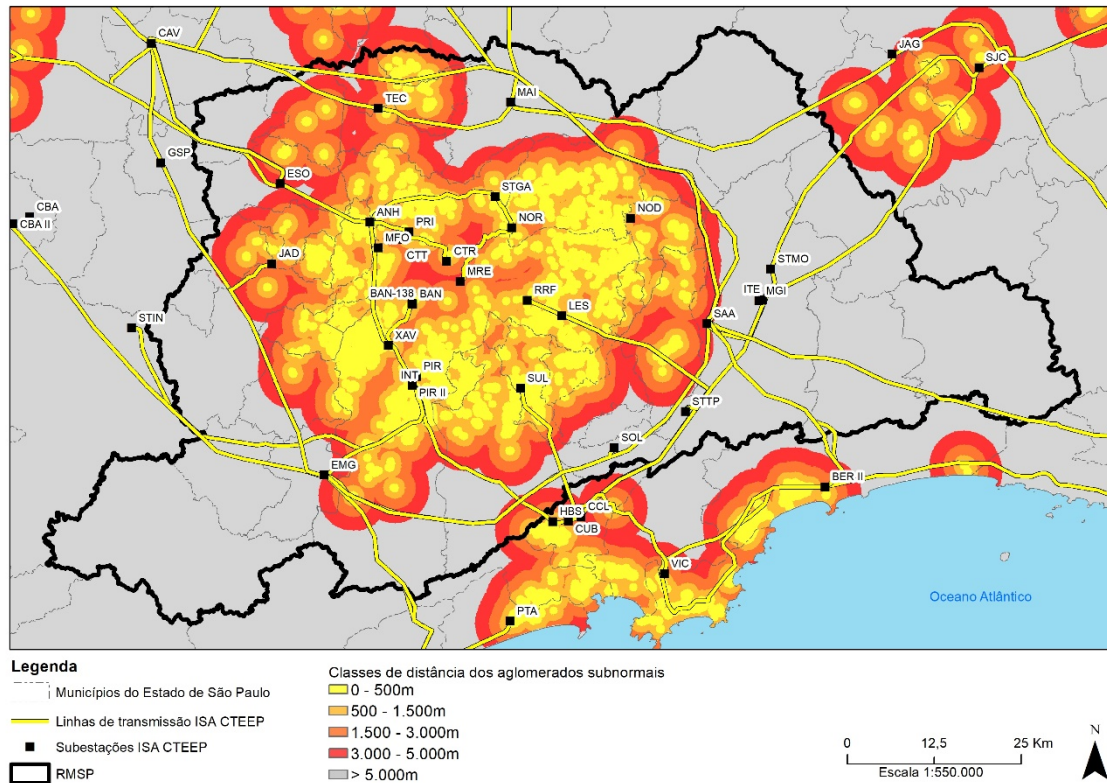 CAV
JAG
SJC
TEC
MAI
GSP
ESO
STGA
CBA
CBA II
ANH
PRI
NOR
NOD
MFO
CTT
CTR
JAD
MRE
STMO
BAN-138
BAN
RRF
ITE
MGI
LES
STIN
SAA
XAV
PIR
INT
SUL
PIR II
STTP
SOL
EMG
BER II
HBS
CCL
CUB
VIC
PTA
Oceano Atlântico
Legenda
Municípios do Estado de São Paulo
Linhas de transmissão ISA CTEEP
Subestações ISA CTEEP
RMSP
Classes de distância dos aglomerados subnormais
0 - 500m
500 - 1.500m
1.500 - 3.000m
3.000 - 5.000m
> 5.000m
0 12,5 25 Km
Escala 1:550.000
N